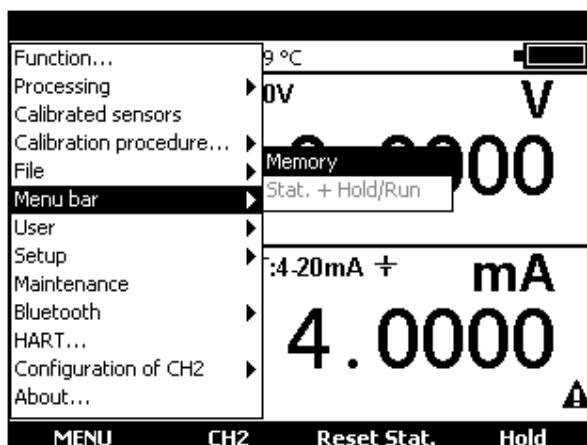 Function...
9 °C
Processing
0V
V
Calibrated sensors
Calibration procedure...
File
Memory
000
Menu bar
Stat. + Hold/Run
User
Setup
:4-20mA
mA
Maintenance
Bluetooth
HART...
4.0000
Configuration of CH2
About...
MENU CH2 Reset Stat. Hold